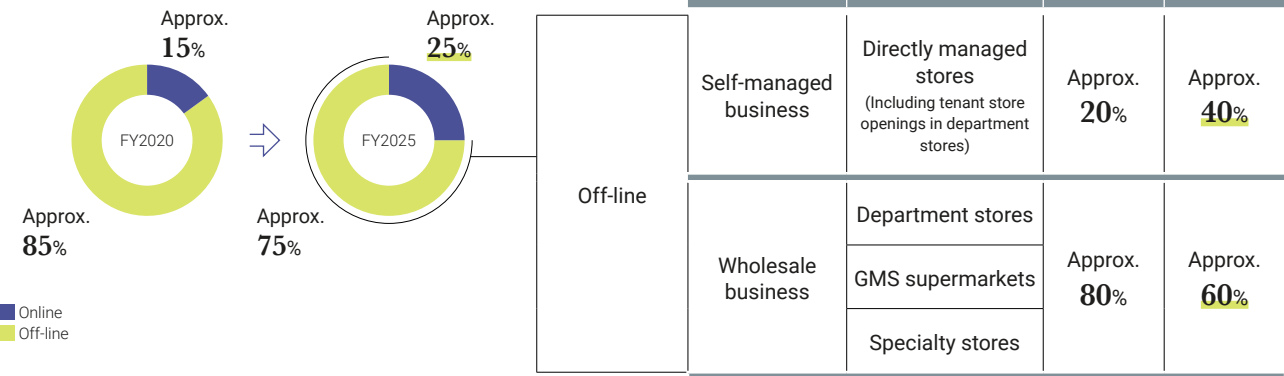 Approx.
15%
FY2020
Approx.
85%
Approx.
25%
FY2025
Approx.
75%
Online
Off-line
Off-line
Self-managed
business
Directly managed
stores
(Including tenant store
openings in department
stores)
Approx.
20%
Approx.
40%
Wholesale
business
Department stores
GMS supermarkets
Specialty stores
Approx.
80%
Approx.
60%